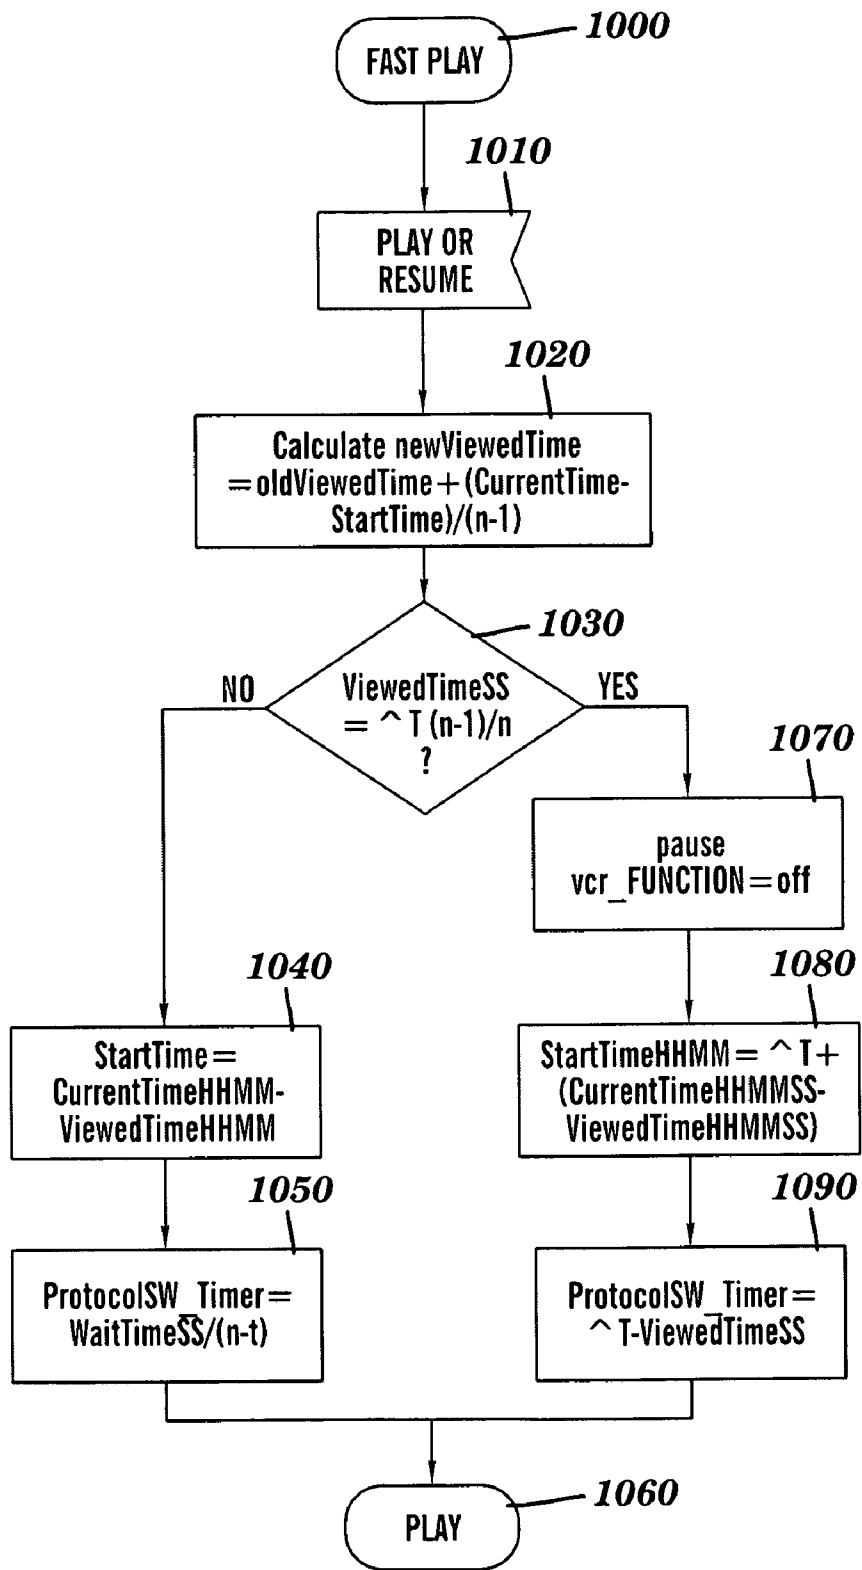 1000
FAST PLAY
1010
PLAY OR
RESUME
1020
Calculate newViewedTime
=oldViewedTime+(CurrentTime-
StartTime)/(n-1)
1030
NO
ViewedTimeSS
= ^T(n-1)/n
?
YES
1070
pause
vcr_FUNCTION=off
1040
StartTime=
CurrentTimeHHMM-
ViewedTimeHHMM
1080
StartTimeHHMM= ^T+
(CurrentTimeHHMMSS-
ViewedTimeHHMMSS)
1050
ProtocolSW_Timer=
WaitTimeSS/(n-t)
1090
ProtocolSW_Timer=
^T-ViewedTimeSS
1060
PLAY